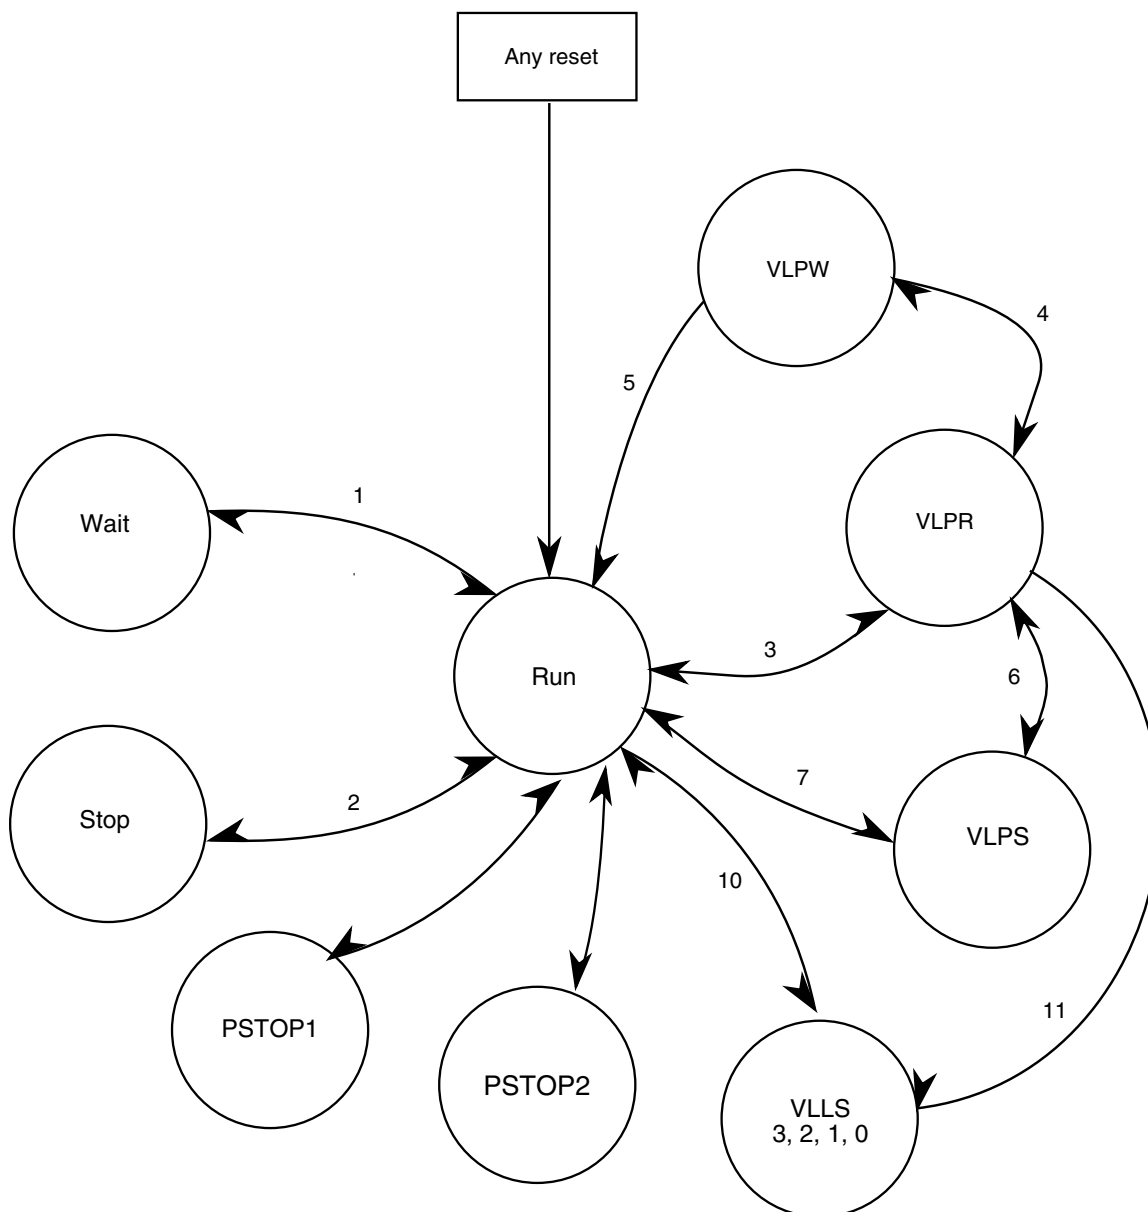 Any reset
VLPW
4
5
Wait
1
VLPR
3
6
Run
Stop
2
7
VLPS
10
PSTOP1
PSTOP2
11
VLLS
3, 2, 1, 0